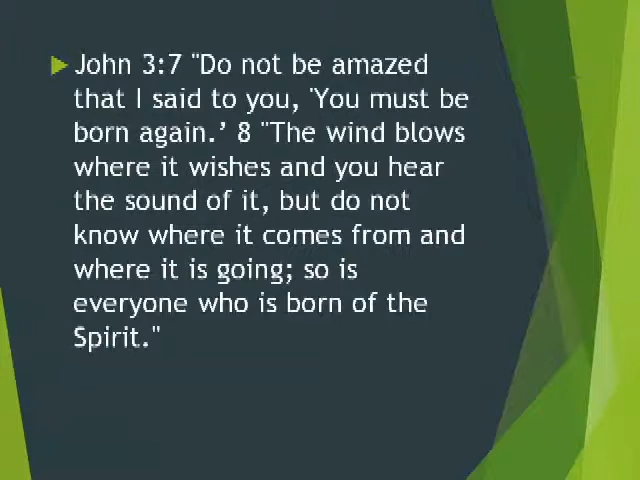 John 3:7 "Do not be amazed
that I said to you, 'You must be
born again.’ 8 "The wind blows
where it wishes and you hear
the sound of it, but do not
know where it comes from and
where it is going; so is
everyone who is born of the
Spirit."